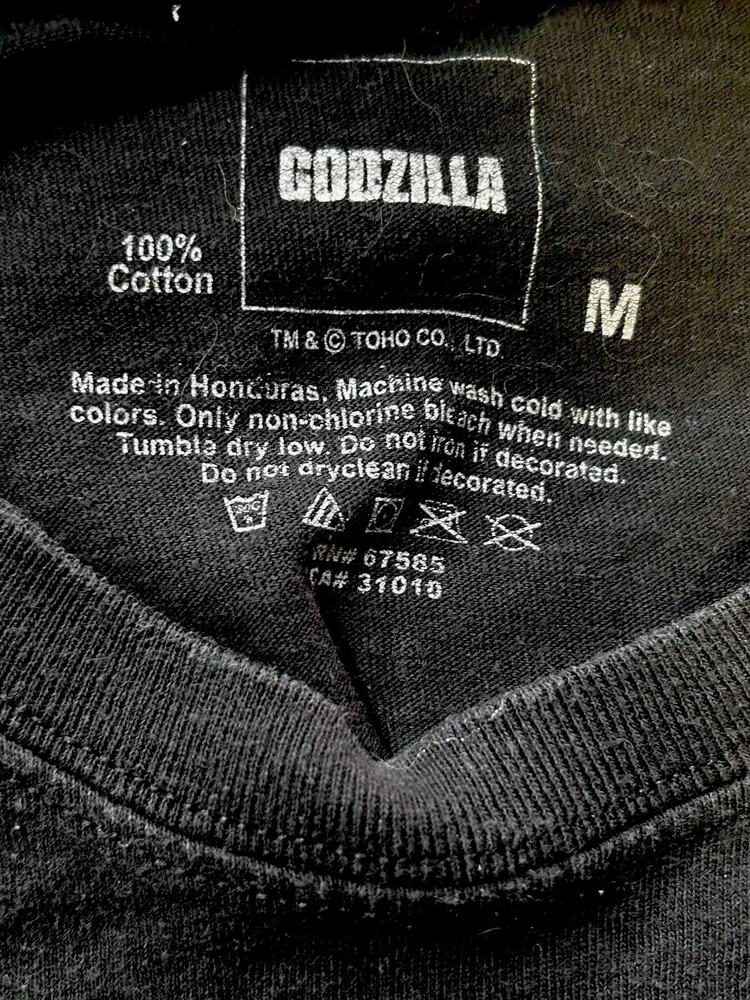 GODZILLA
100%
Cotton
M
TM & © TOHO CO., LTD.
Made in Honduras. Machine wash cold with like
colors. Only non-chlorine bleach when needed.
Tumble dry low. Do not iron if decorated.
Do not dryclean if decorated.
RN# 67585
CA# 31010